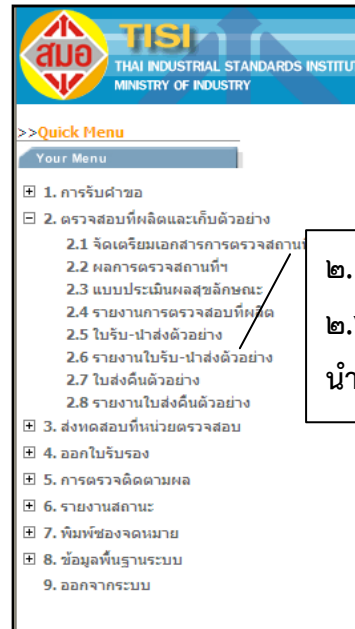 สมอ
TISI
THAI INDUSTRIAL STANDARDS INSTITUT
MINISTRY OF INDUSTRY
>>Quick Menu
Your Menu
1. การรับคำขอ
2. ตรวจสอบที่ผลิตและเก็บตัวอย่าง
2.1 จัดเตรียมเอกสารการตรวจสถานที่
2.2 ผลการตรวจสถานที่ฯ
2.3 แบบประเมินผลสุขลักษณะ
2.4 รายงานการตรวจสอบที่ผลิต
2.5 ใบรับ-นำส่งตัวอย่าง
2.6 รายงานใบรับ-นำส่งตัวอย่าง
2.7 ใบส่งคืนตัวอย่าง
2.8 รายงานใบส่งคืนตัวอย่าง
3. ส่งทดสอบที่หน่วยตรวจสอบ
4. ออกใบรับรอง
5. การตรวจติดตามผล
6. รายงานสถานะ
7. พิมพ์ซองจดหมาย
8. ข้อมูลพื้นฐานระบบ
9. ออกจากระบบ
๒.
๒.
นำ